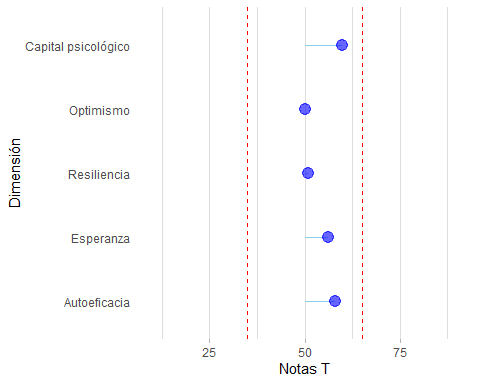 Capital psicológico
Optimismo
Resiliencia
Esperanza
Autoeficacia
Dimensión
25
50
75
Notas T